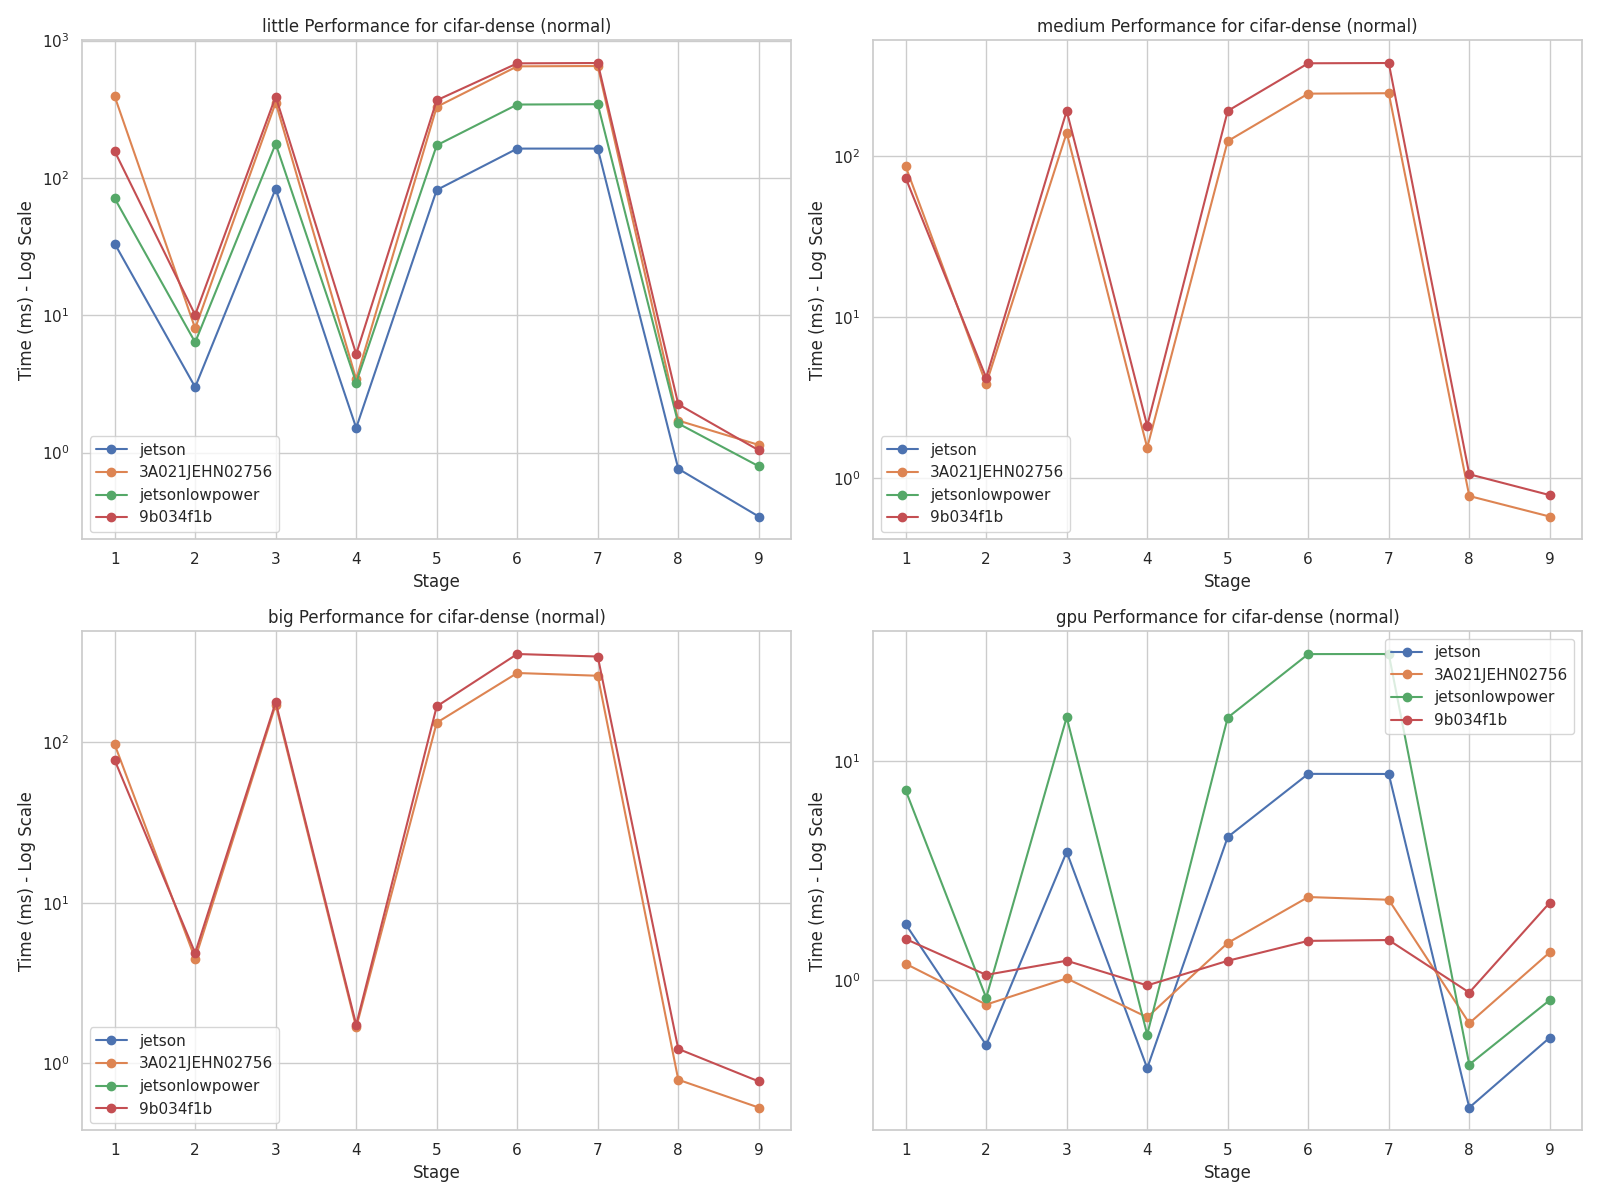 little Performance for cifar-dense (normal)
10³
10²
10¹
10⁰
Time (ms) - Log Scale
jetson
3A021JEHN02756
jetsonlowpower
9b034f1b
1 2 3 4 5 6 7 8 9
Stage
medium Performance for cifar-dense (normal)
10²
10¹
10⁰
Time (ms) - Log Scale
jetson
3A021JEHN02756
jetsonlowpower
9b034f1b
1 2 3 4 5 6 7 8 9
Stage
big Performance for cifar-dense (normal)
10²
10¹
10⁰
Time (ms) - Log Scale
jetson
3A021JEHN02756
jetsonlowpower
9b034f1b
1 2 3 4 5 6 7 8 9
Stage
gpu Performance for cifar-dense (normal)
jetson
3A021JEHN02756
jetsonlowpower
9b034f1b
10¹
10⁰
Time (ms) - Log Scale
1 2 3 4 5 6 7 8 9
Stage